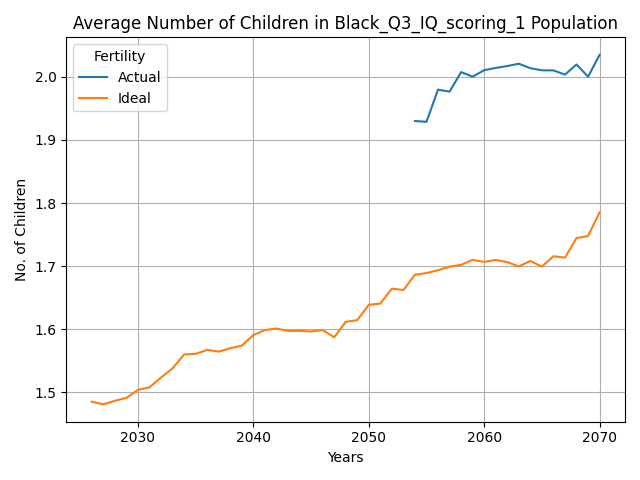 Average Number of Children in Black_Q3_IQ_scoring_1 Population
Fertility
Actual
Ideal
No. of Children
2.0
1.9
1.8
1.7
1.6
1.5
2030 2040 2050 2060 2070
Years